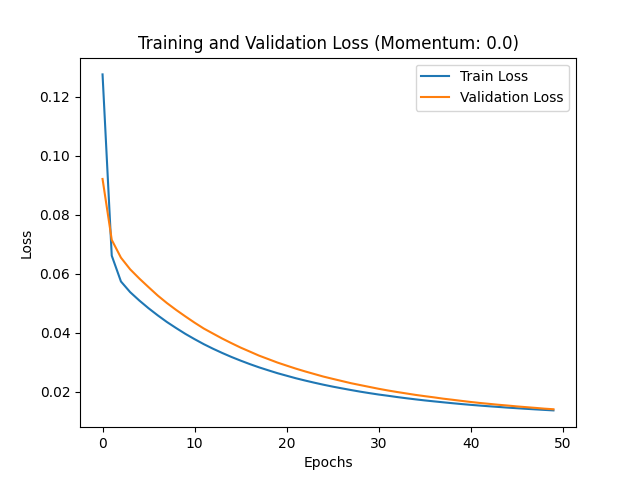 Training and Validation Loss (Momentum: 0.0)
Train Loss
Validation Loss
0.12
0.10
0.08
0.06
0.04
0.02
Loss
0 10 20 30 40 50
Epochs